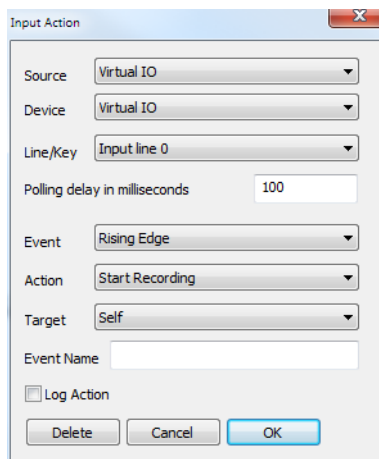 Input Action
Source Virtual IO
Device Virtual IO
Line/Key Input line 0
Polling delay in milliseconds 100
Event Rising Edge
Action Start Recording
Target Self
Event Name
Log Action
Delete Cancel OK